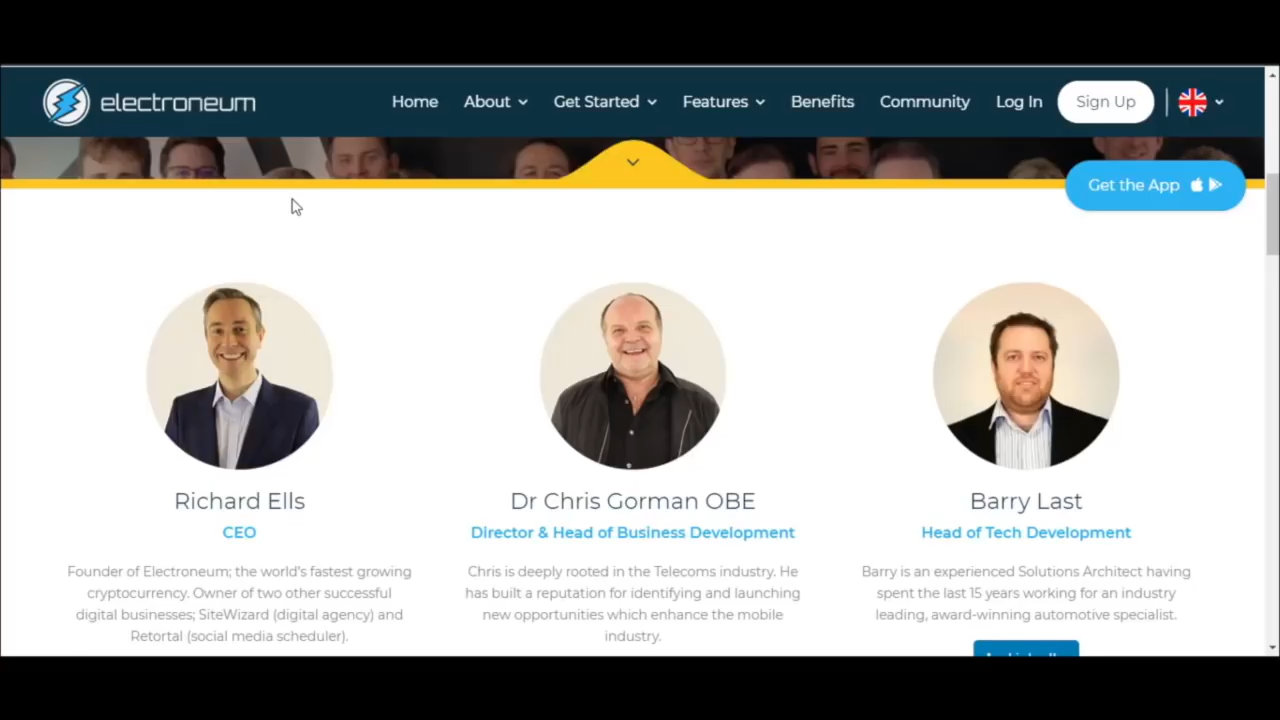 electroneum
Home About Get Started Features Benefits Community Log In Sign Up
Get the App
Richard Ells
CEO
Founder of Electroneum; the world's fastest growing
cryptocurrency. Owner of two other successful
digital businesses; SiteWizard (digital agency) and
Retortal (social media scheduler).
Dr Chris Gorman OBE
Director & Head of Business Development
Chris is deeply rooted in the Telecoms industry. He
has built a reputation for identifying and launching
new opportunities which enhance the mobile
industry.
Barry Last
Head of Tech Development
Barry is an experienced Solutions Architect having
spent the last 15 years working for an industry
leading, award-winning automotive specialist.